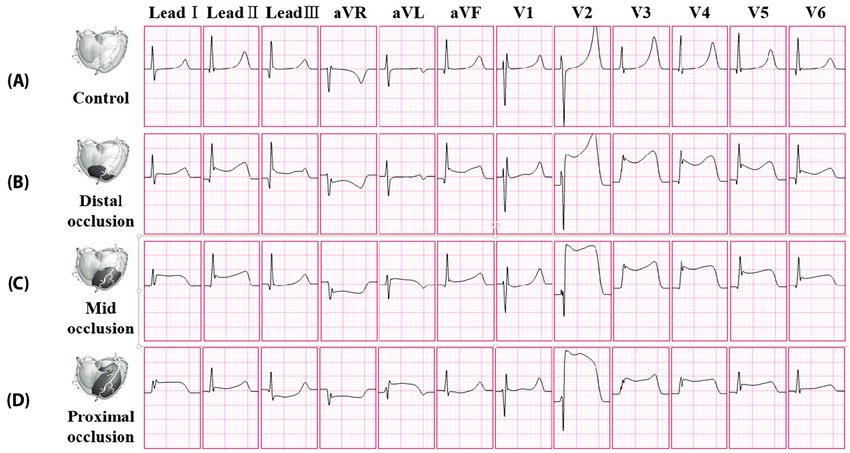 Lead Ⅰ Lead Ⅱ Lead Ⅲ aVR aVL aVF V1 V2 V3 V4 V5 V6
(A)
Control
(B)
Distal
occlusion
(C)
Mid
occlusion
(D)
Proximal
occlusion